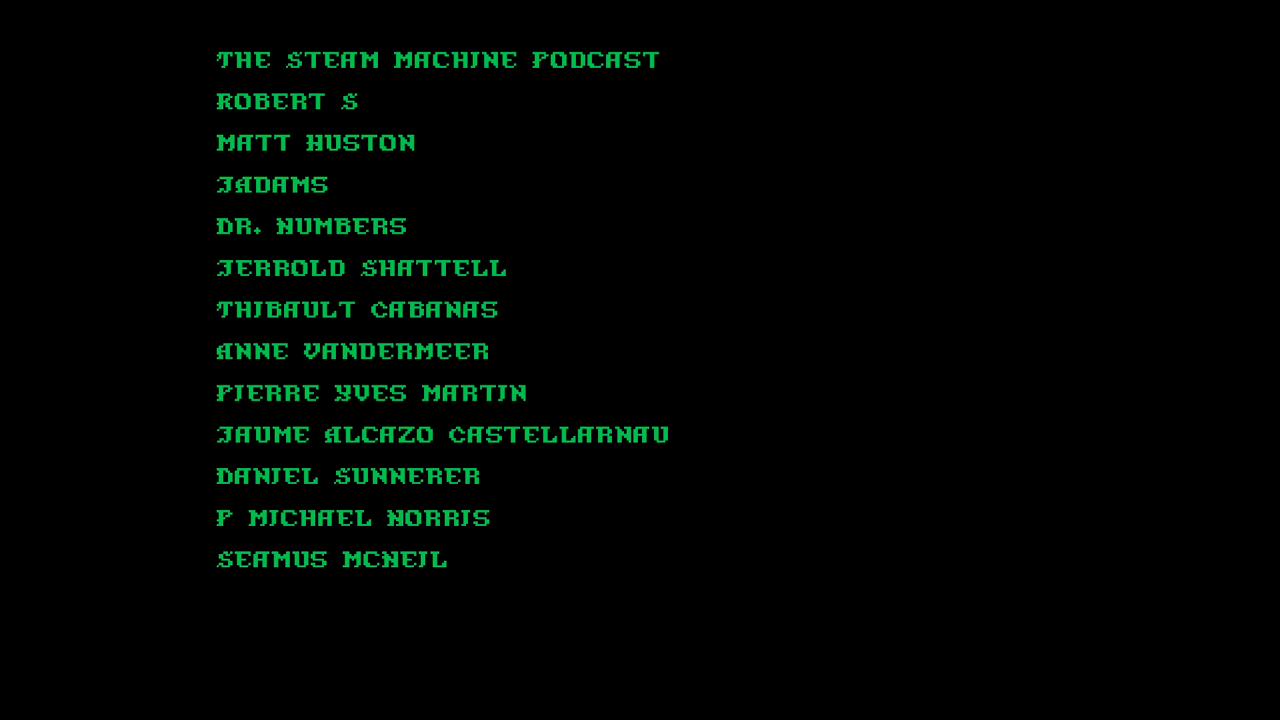 THE STEAM MACHINE PODCAST
ROBERT S
MATT HUSTON
JADAMS
DR. NUMBERS
JERROLD SHATTELL
THIBAULT CABANAS
ANNE VANDERMEER
PIERRE YVES MARTIN
JAUME ALCAZO CASTELLARNAU
DANIEL SUNNERER
P MICHAEL NORRIS
SEAMUS MCNEIL